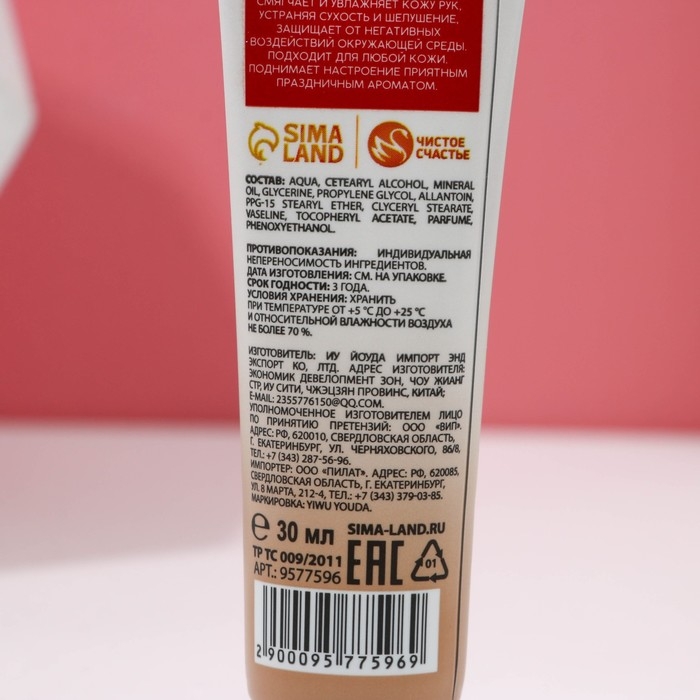 СМЯГЧАЕТ И УВЛАЖНЯЕТ КОЖУ РУК,
УСТРАНЯЯ СУХОСТЬ И ШЕЛУШЕНИЕ,
ЗАЩИЩАЕТ ОТ НЕГАТИВНЫХ
ВОЗДЕЙСТВИЙ ОКРУЖАЮЩЕЙ СРЕДЫ.
ПОДХОДИТ ДЛЯ ЛЮБОЙ КОЖИ.
ПОДНИМАЕТ НАСТРОЕНИЕ ПРИЯТНЫМ
ПРАЗДНИЧНЫМ АРОМАТОМ.
SIMA LAND
ЧИСТОЕ СЧАСТЬЕ
СОСТАВ: AQUA, CETEARYL ALCOHOL, MINERAL
OIL, GLYCERINE, PROPYLENE GLYCOL, ALLANTOIN,
PPG-15 STEARYL ETHER, GLYCERYL STEARATE,
VASELINE, TOCOPHERYL ACETATE, PARFUME,
PHENOXYETHANOL.
ПРОТИВОПОКАЗАНИЯ: ИНДИВИДУАЛЬНАЯ
НЕПЕРЕНОСИМОСТЬ ИНГРЕДИЕНТОВ.
ДАТА ИЗГОТОВЛЕНИЯ: СМ. НА УПАКОВКЕ.
СРОК ГОДНОСТИ: 3 ГОДА.
УСЛОВИЯ ХРАНЕНИЯ: ХРАНИТЬ
ПРИ ТЕМПЕРАТУРЕ ОТ +5 °С ДО +25 °С
И ОТНОСИТЕЛЬНОЙ ВЛАЖНОСТИ ВОЗДУХА
НЕ БОЛЕЕ 70 %.
ИЗГОТОВИТЕЛЬ: ИУ ЙОУДА ИМПОРТ ЭНД
ЭКСПОРТ КО, ЛТД. АДРЕС ИЗГОТОВИТЕЛЯ:
ЭКОНОМИК ДЕВЕЛОПМЕНТ ЗОН, ЧОУ ЖИАНГ
СТР, ИУ СИТИ, ЧЖЭЦЗЯН ПРОВИНС, КИТАЙ;
E-MAIL: 2355776150@QQ.COM.
УПОЛНОМОЧЕННОЕ ИЗГОТОВИТЕЛЕМ ЛИЦО
ПО ПРИНЯТИЮ ПРЕТЕНЗИЙ: ООО «ВИП».
АДРЕС: РФ, 620010, СВЕРДЛОВСКАЯ ОБЛАСТЬ,
Г. ЕКАТЕРИНБУРГ, УЛ. ЧЕРНЯХОВСКОГО, 86/8,
ТЕЛ.: +7 (343) 287-56-96.
ИМПОРТЕР: ООО «ПИЛАТ». АДРЕС: РФ, 620085,
СВЕРДЛОВСКАЯ ОБЛАСТЬ, Г. ЕКАТЕРИНБУРГ,
УЛ. 8 МАРТА, 212-4, ТЕЛ.: +7 (343) 379-03-85.
МАРКИРОВКА: YIWU YOUDA.
℮ 30 МЛ SIMA-LAND.RU
ТР ТС 009/2011
АРТ.: 9577596
EAC
01
2 900095 775969